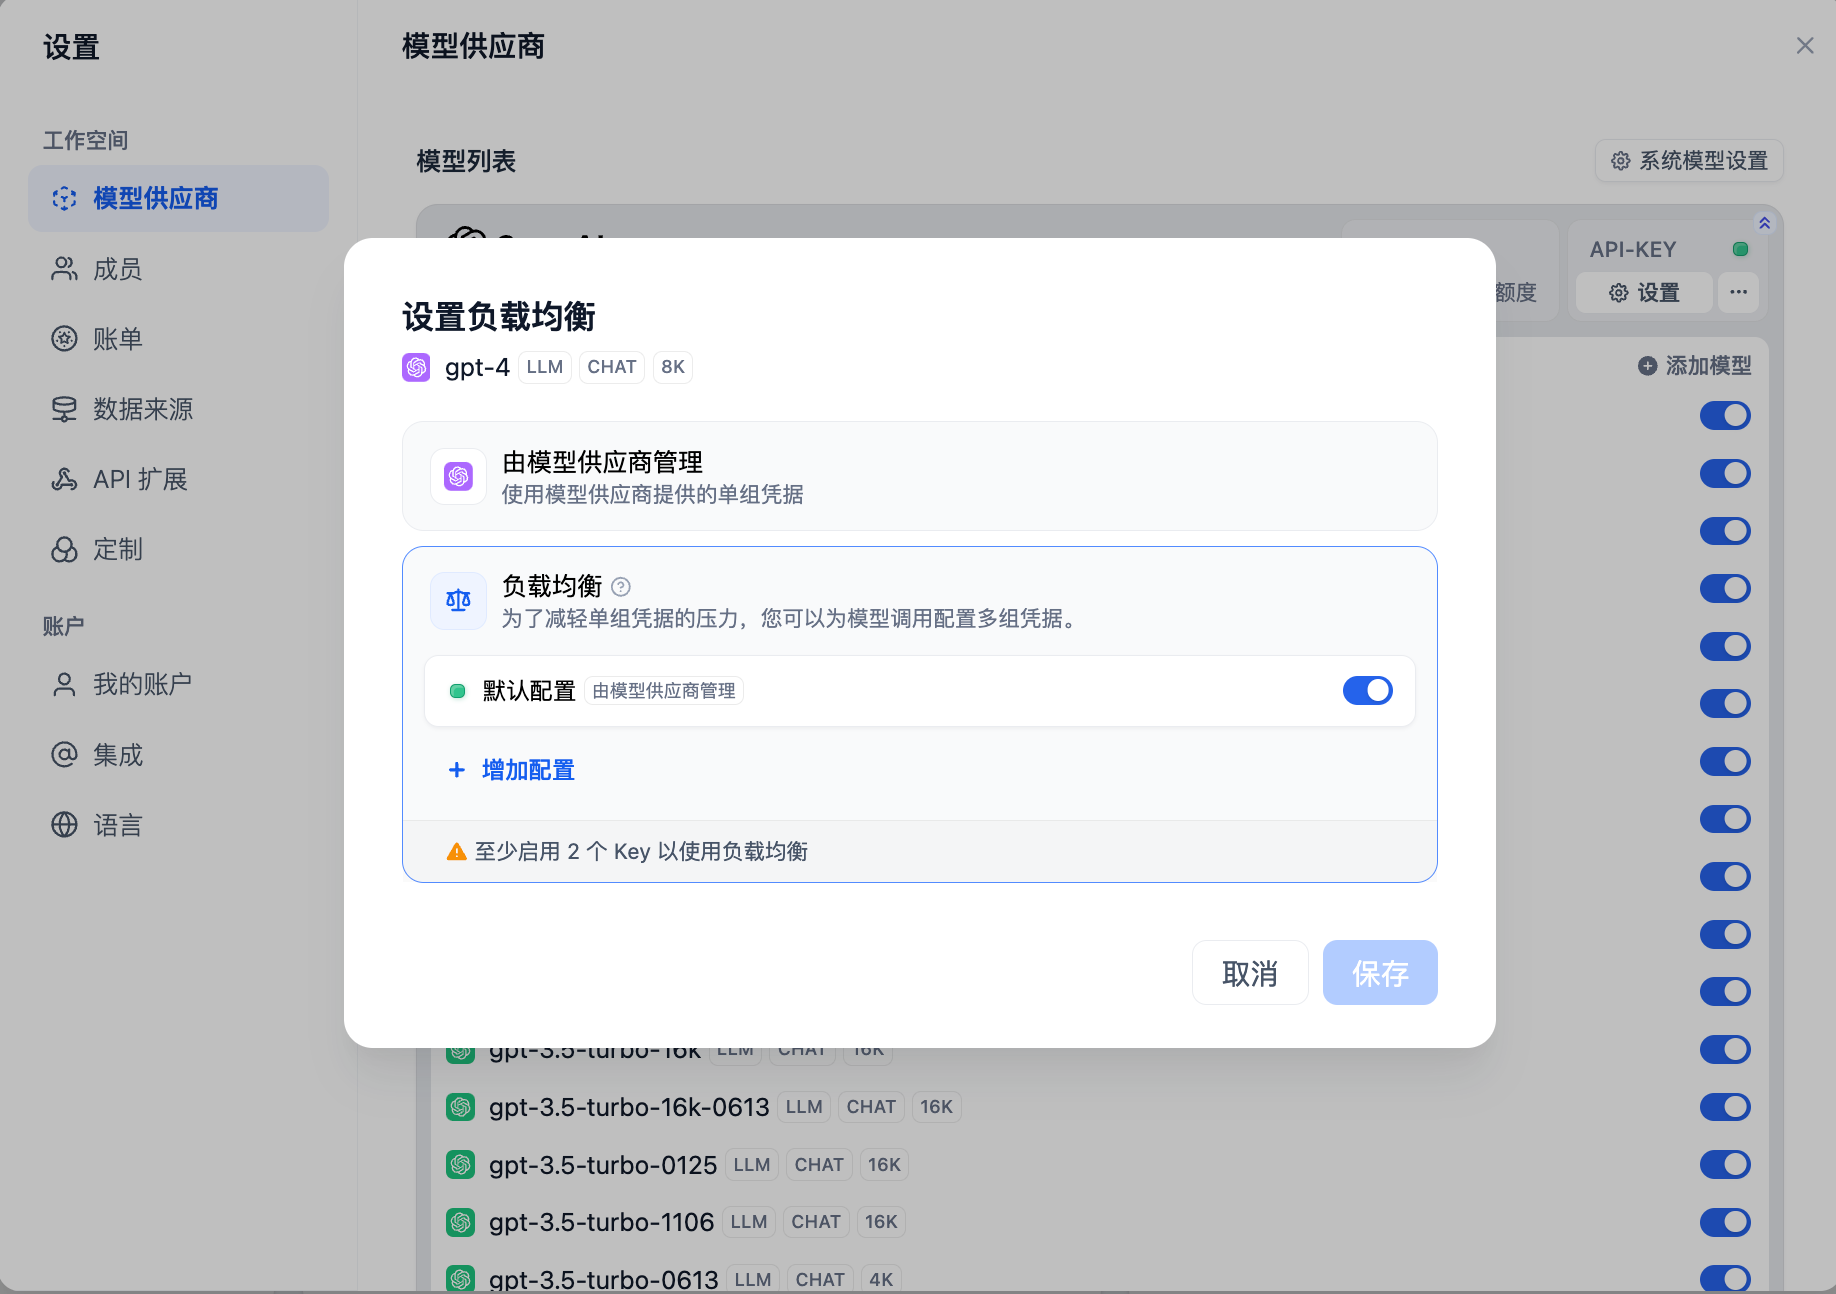 设置
模型供应商
工作空间
模型列表
系统模型设置
模型供应商
成员
账单
数据来源
API 扩展
定制
账户
我的账户
集成
语言
API-KEY
额度
设置
添加模型
设置负载均衡
gpt-4 LLM CHAT 8K
由模型供应商管理
使用模型供应商提供的单组凭据
负载均衡
为了减轻单组凭据的压力，您可以为模型调用配置多组凭据。
默认配置 由模型供应商管理
+ 增加配置
至少启用 2 个 Key 以使用负载均衡
取消 保存
gpt-3.5-turbo-16k LLM CHAT 16K
gpt-3.5-turbo-16k-0613 LLM CHAT 16K
gpt-3.5-turbo-0125 LLM CHAT 16K
gpt-3.5-turbo-1106 LLM CHAT 16K
gpt-3.5-turbo-0613 LLM CHAT 4K